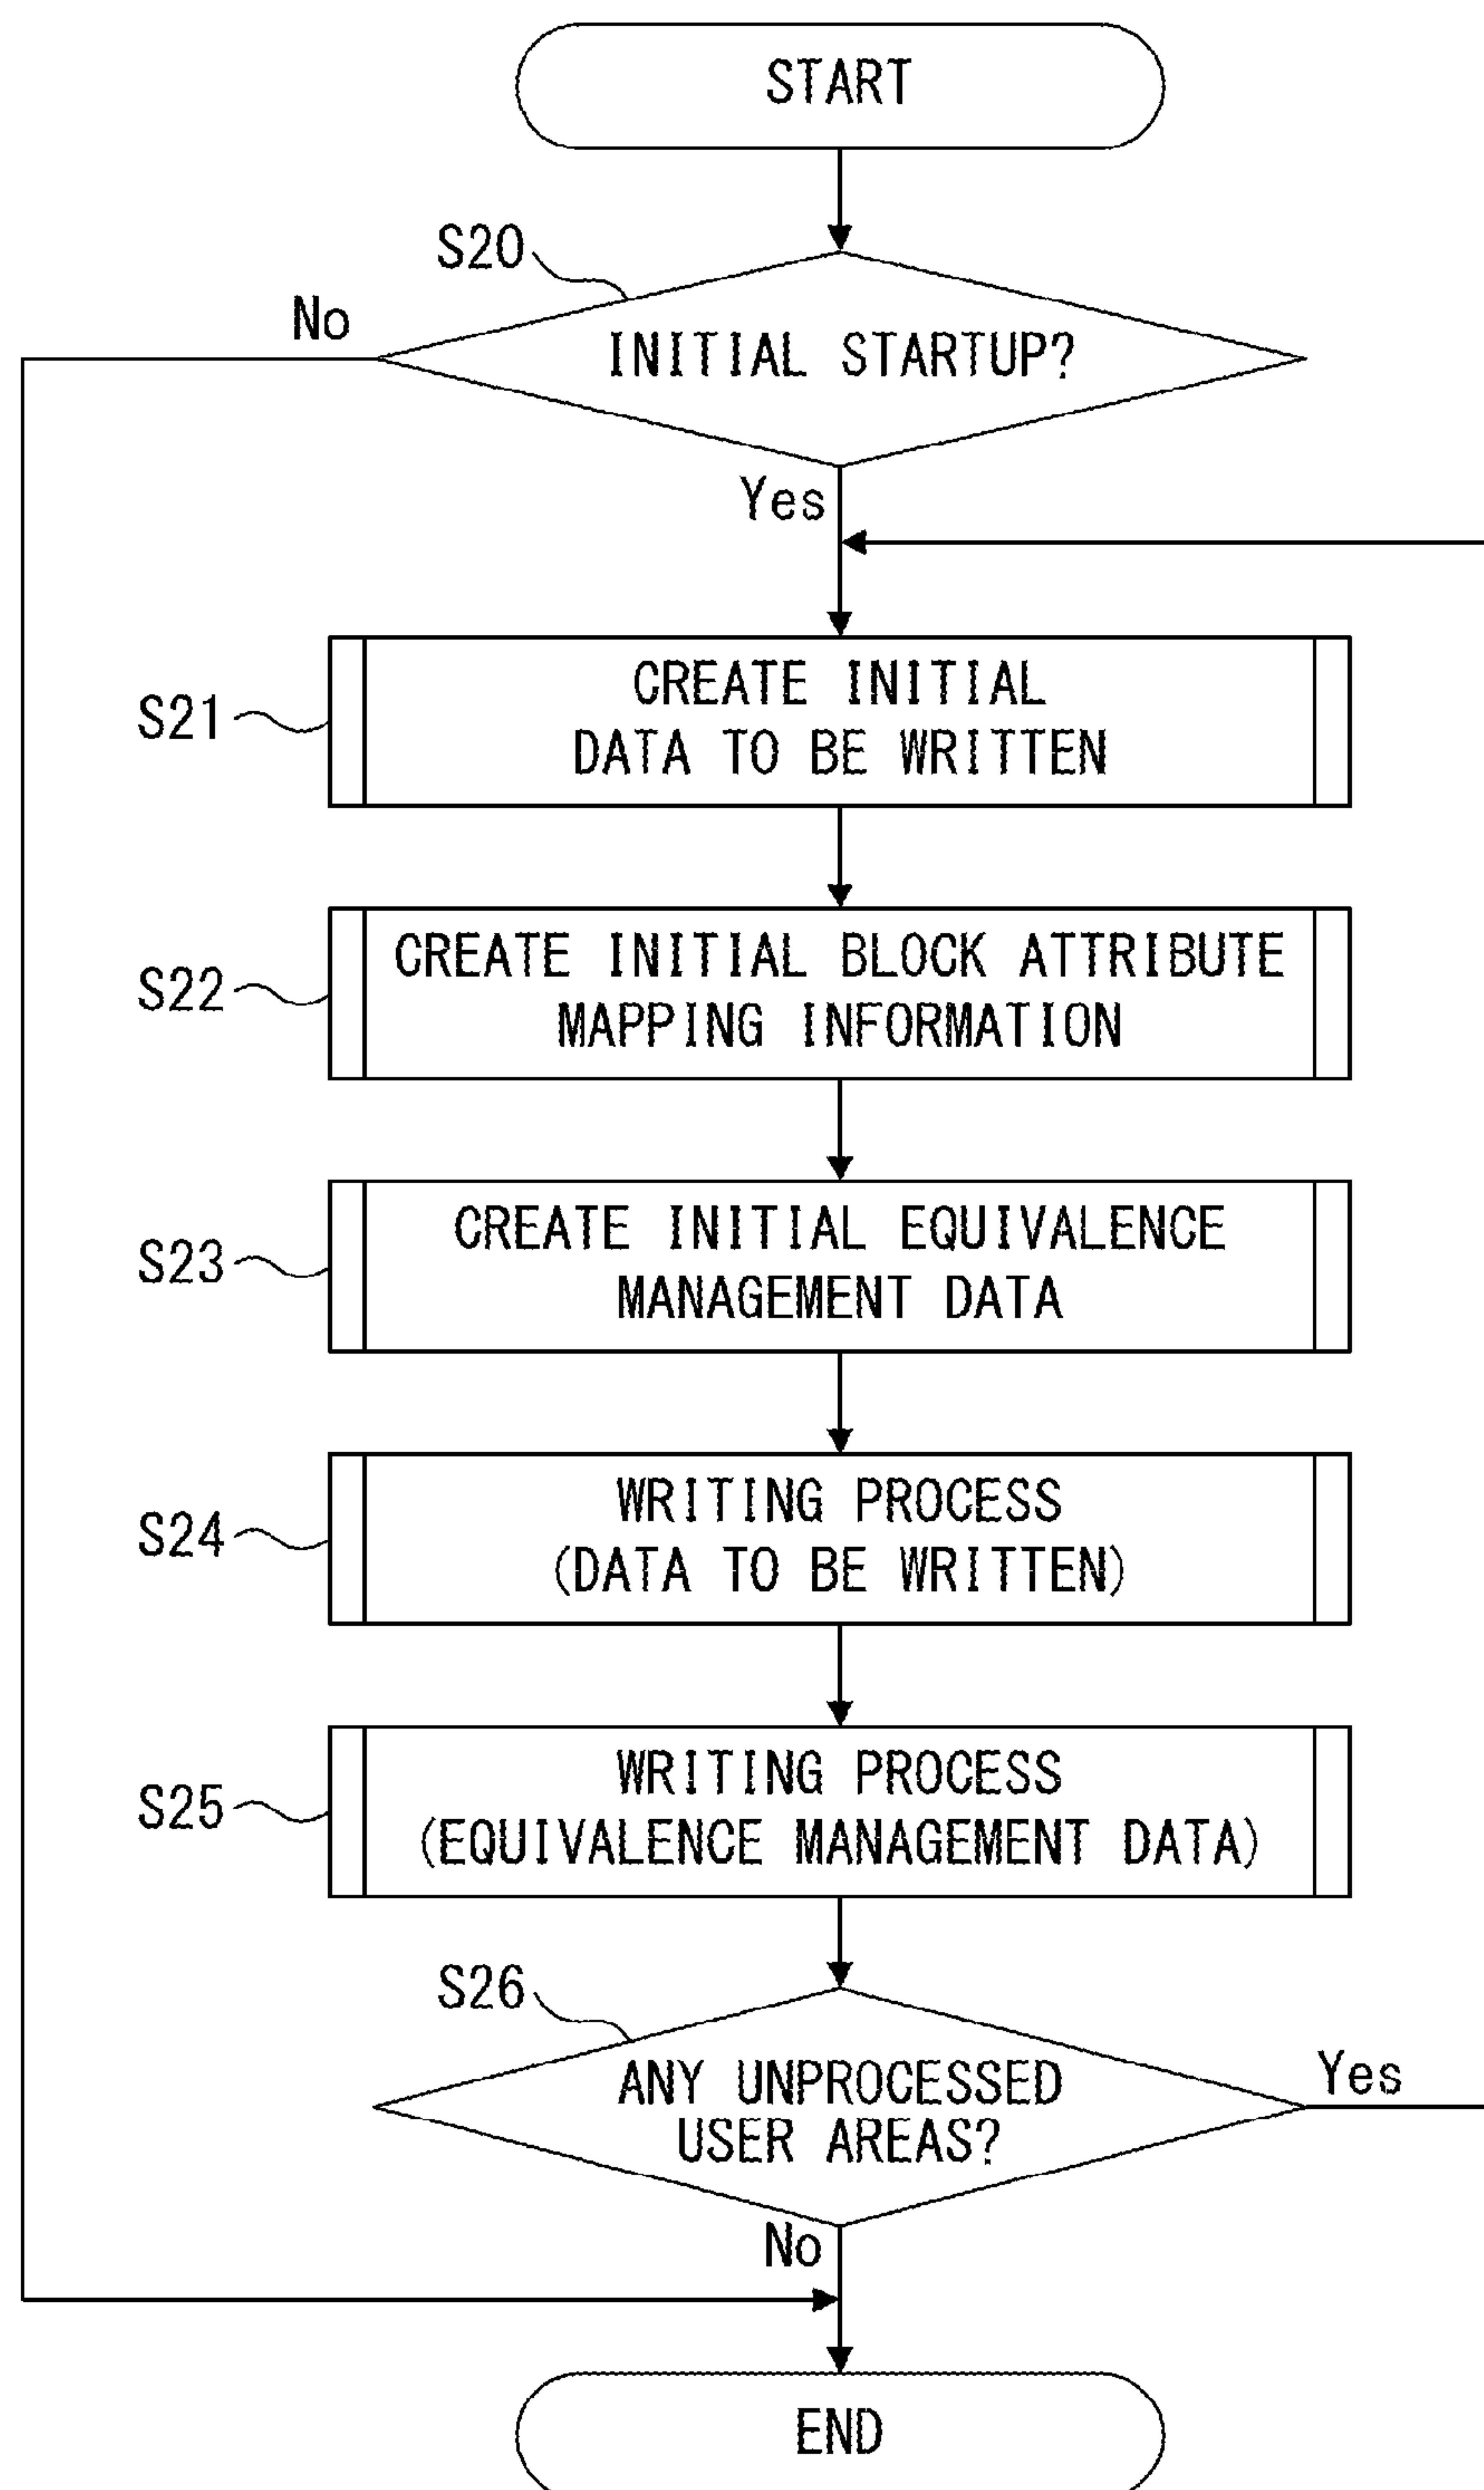 START
S20
No
INITIAL STARTUP?
Yes
S21
CREATE INITIAL
DATA TO BE WRITTEN
S22
CREATE INITIAL BLOCK ATTRIBUTE
MAPPING INFORMATION
S23
CREATE INITIAL EQUIVALENCE
MANAGEMENT DATA
S24
WRITING PROCESS
(DATA TO BE WRITTEN)
S25
WRITING PROCESS
(EQUIVALENCE MANAGEMENT DATA)
S26
ANY UNPROCESSED
USER AREAS?
Yes
No
END